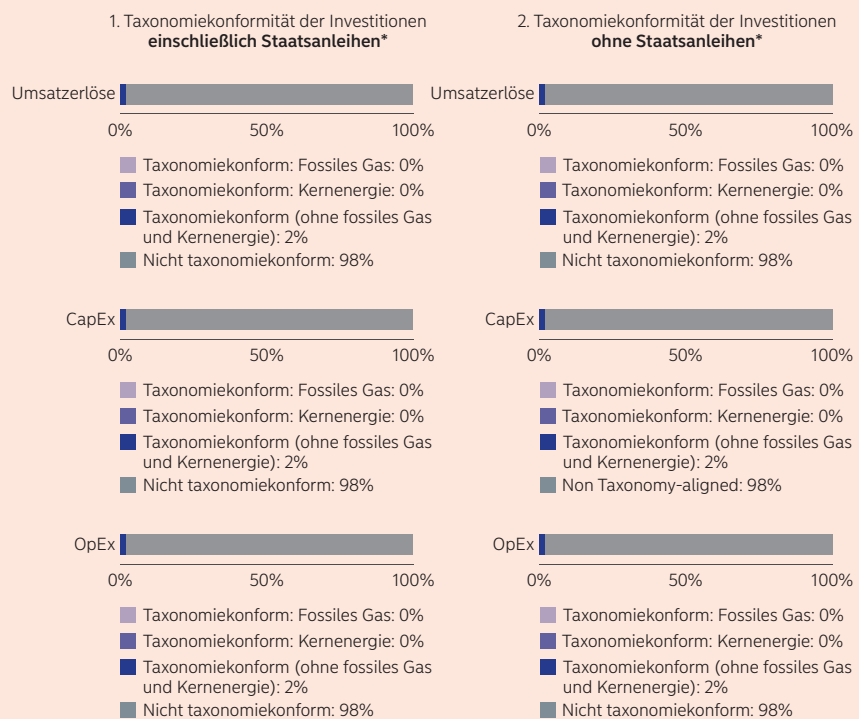 1. Taxonomiekonformität der Investitionen
einschließlich Staatsanleihen*
Umsatzerlöse
0% 50% 100%
Taxonomiekonform: Fossiles Gas: 0%
Taxonomiekonform: Kernenergie: 0%
Taxonomiekonform (ohne fossiles Gas
und Kernenergie): 2%
Nicht taxonomiekonform: 98%
CapEx
0% 50% 100%
Taxonomiekonform: Fossiles Gas: 0%
Taxonomiekonform: Kernenergie: 0%
Taxonomiekonform (ohne fossiles Gas
und Kernenergie): 2%
Nicht taxonomiekonform: 98%
OpEx
0% 50% 100%
Taxonomiekonform: Fossiles Gas: 0%
Taxonomiekonform: Kernenergie: 0%
Taxonomiekonform (ohne fossiles Gas
und Kernenergie): 2%
Nicht taxonomiekonform: 98%
2. Taxonomiekonformität der Investitionen
ohne Staatsanleihen*
Umsatzerlöse
0% 50% 100%
Taxonomiekonform: Fossiles Gas: 0%
Taxonomiekonform: Kernenergie: 0%
Taxonomiekonform (ohne fossiles Gas
und Kernenergie): 2%
Nicht taxonomiekonform: 98%
CapEx
0% 50% 100%
Taxonomiekonform: Fossiles Gas: 0%
Taxonomiekonform: Kernenergie: 0%
Taxonomiekonform (ohne fossiles Gas
und Kernenergie): 2%
Non Taxonomy-aligned: 98%
OpEx
0% 50% 100%
Taxonomiekonform: Fossiles Gas: 0%
Taxonomiekonform: Kernenergie: 0%
Taxonomiekonform (ohne fossiles Gas
und Kernenergie): 2%
Nicht taxonomiekonform: 98%